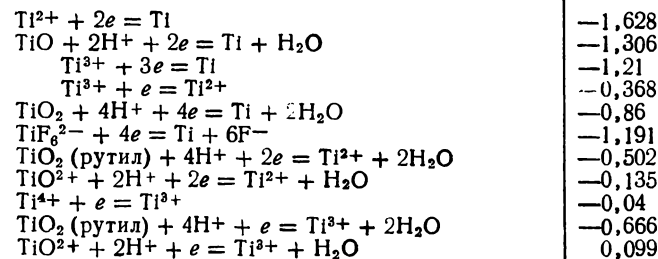 Ti²⁺ + 2e = Ti —1,628
TiO + 2H⁺ + 2e = Ti + H₂O —1,306
Ti³⁺ + 3e = Ti —1,21
Ti³⁺ + e = Ti²⁺ —0,368
TiO₂ + 4H⁺ + 4e = Ti + 2H₂O —0,86
TiF₆²⁻ + 4e = Ti + 6F⁻ —1,191
TiO₂ (рутил) + 4H⁺ + 2e = Ti²⁺ + 2H₂O —0,502
TiO²⁺ + 2H⁺ + 2e = Ti²⁺ + H₂O —0,135
Ti⁴⁺ + e = Ti³⁺ —0,04
TiO₂ (рутил) + 4H⁺ + e = Ti³⁺ + 2H₂O —0,666
TiO²⁺ + 2H⁺ + e = Ti³⁺ + H₂O 0,099